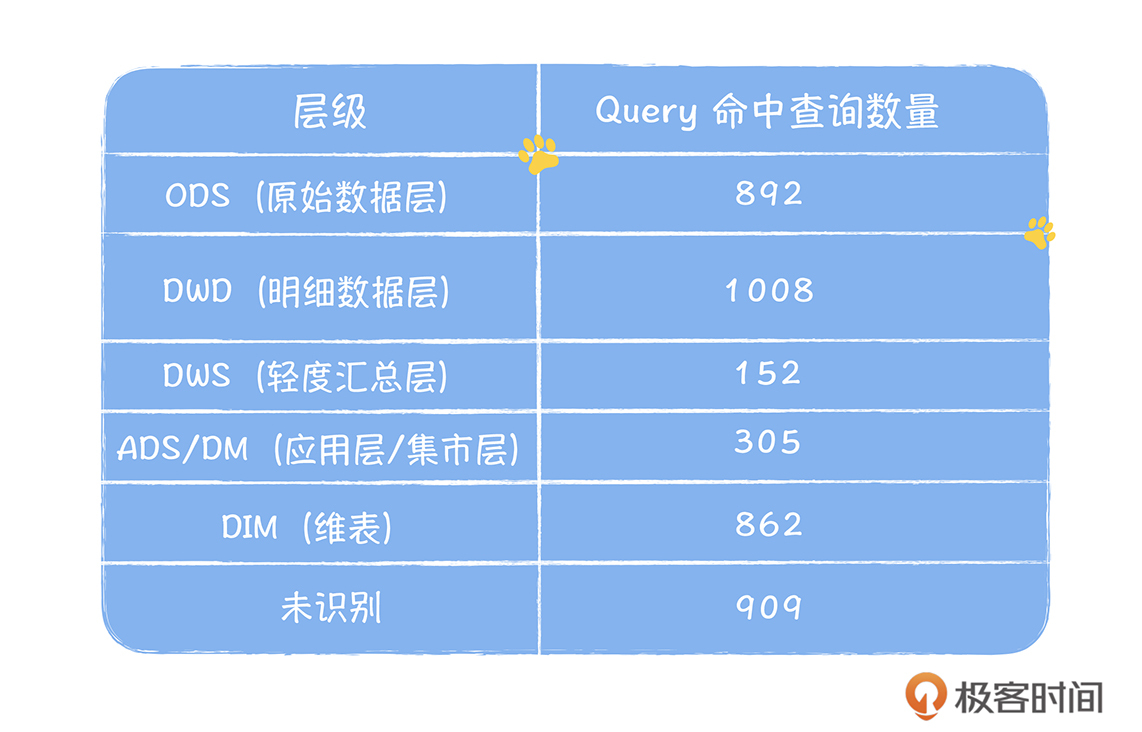 层级 Query 命中查询数量
ODS (原始数据层) 892
DWD (明细数据层) 1008
DWS (轻度汇总层) 152
ADS/DM (应用层/集市层) 305
DIM (维表) 862
未识别 909
极客时间